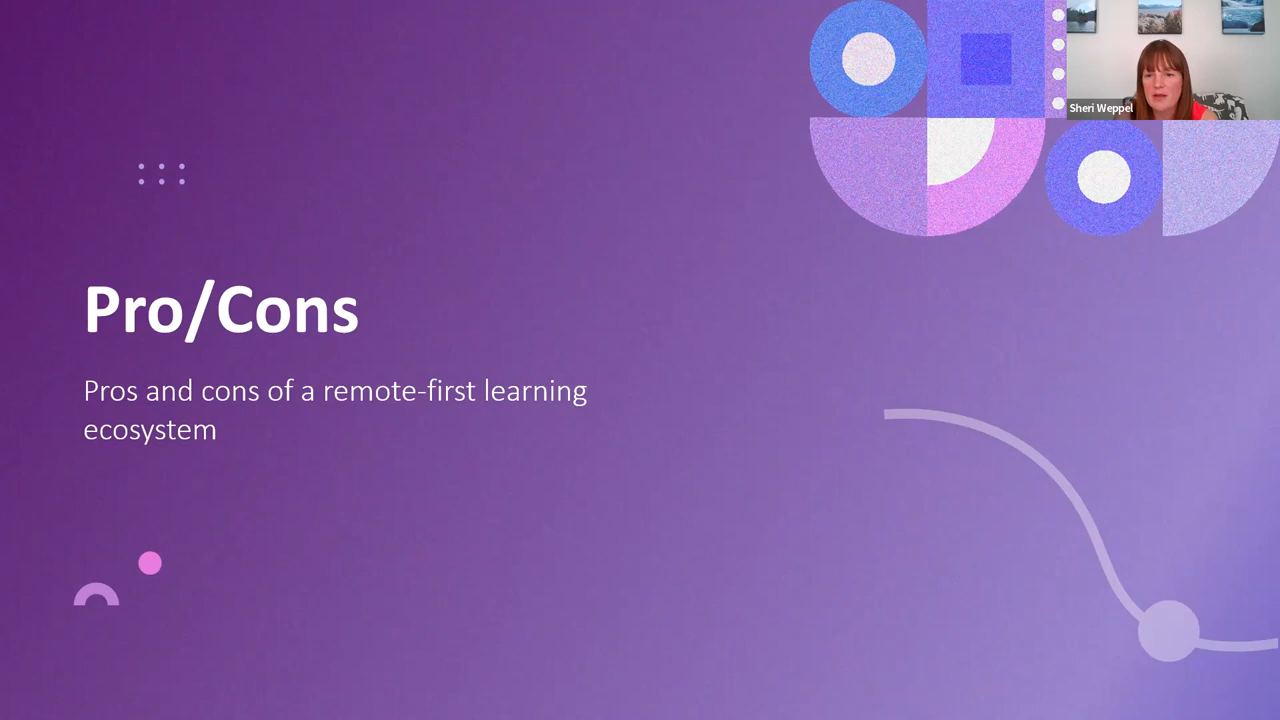 Sheri Weppel
Pro/Cons
Pros and cons of a remote-first learning
ecosystem